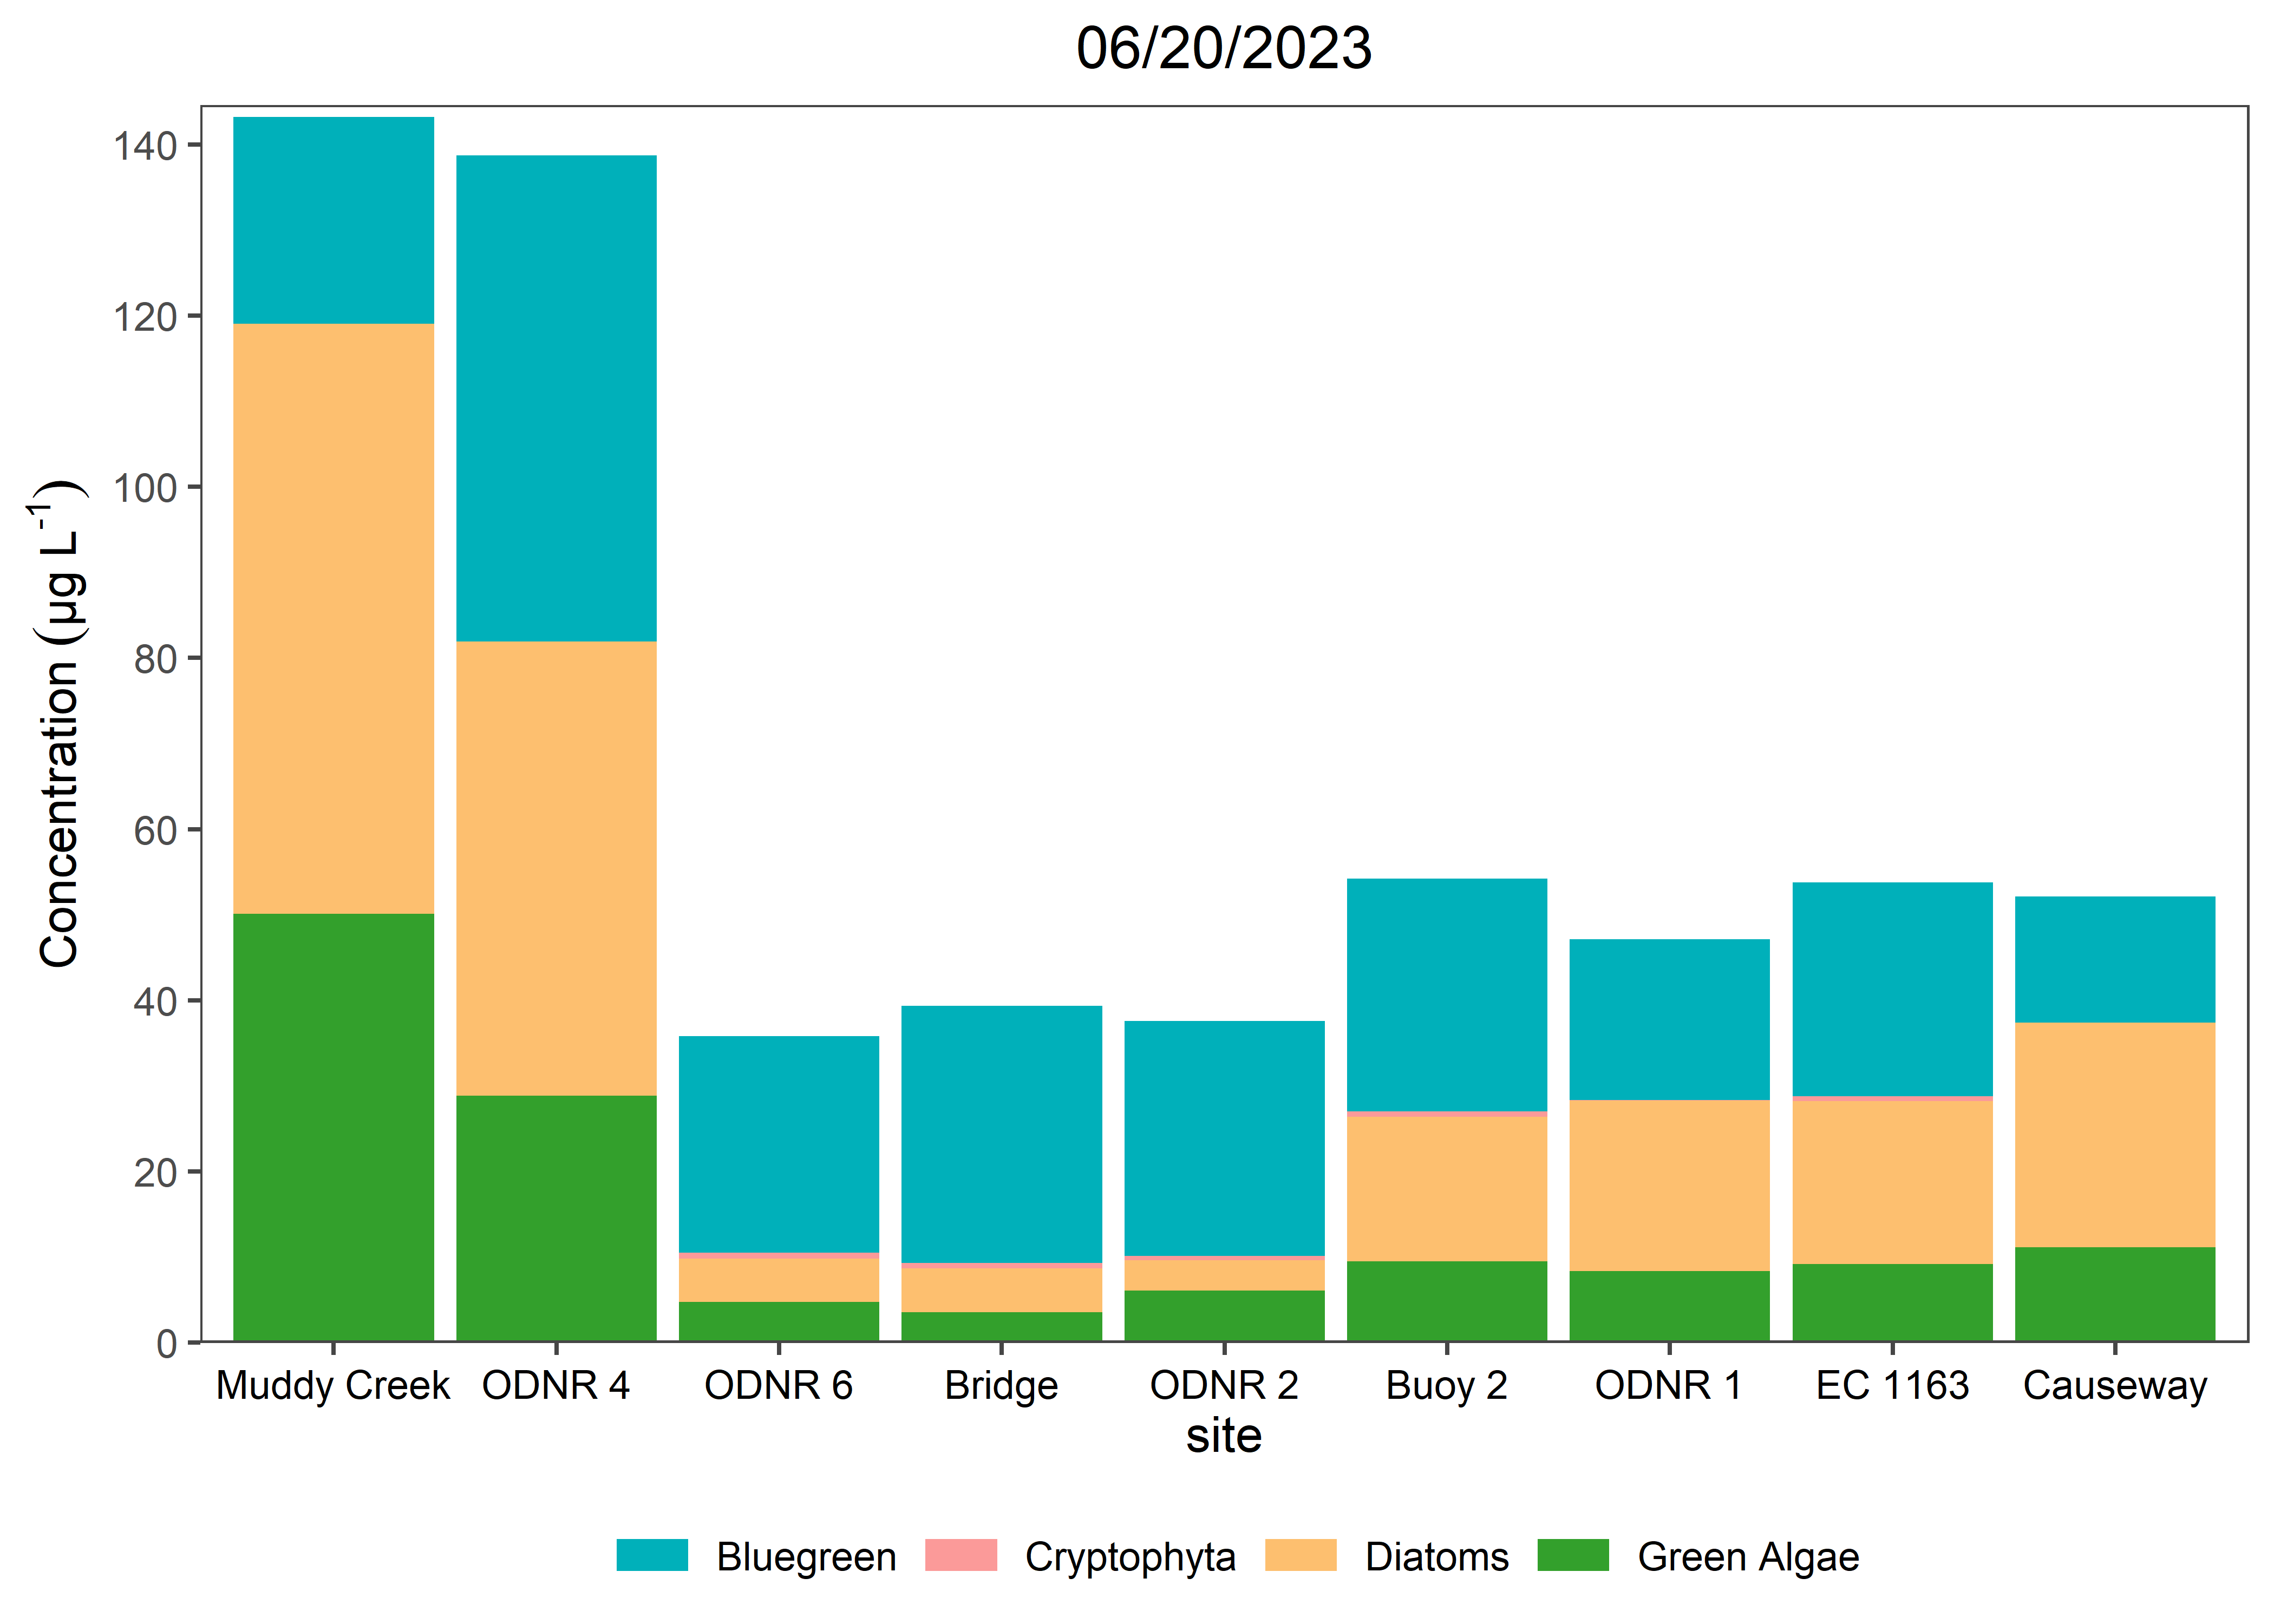 06/20/2023
Concentration (µg L⁻¹)
140
120
100
80
60
40
20
0
Muddy Creek ODNR 4 ODNR 6 Bridge ODNR 2 Buoy 2 ODNR 1 EC 1163 Causeway
site
Bluegreen Cryptophyta Diatoms Green Algae